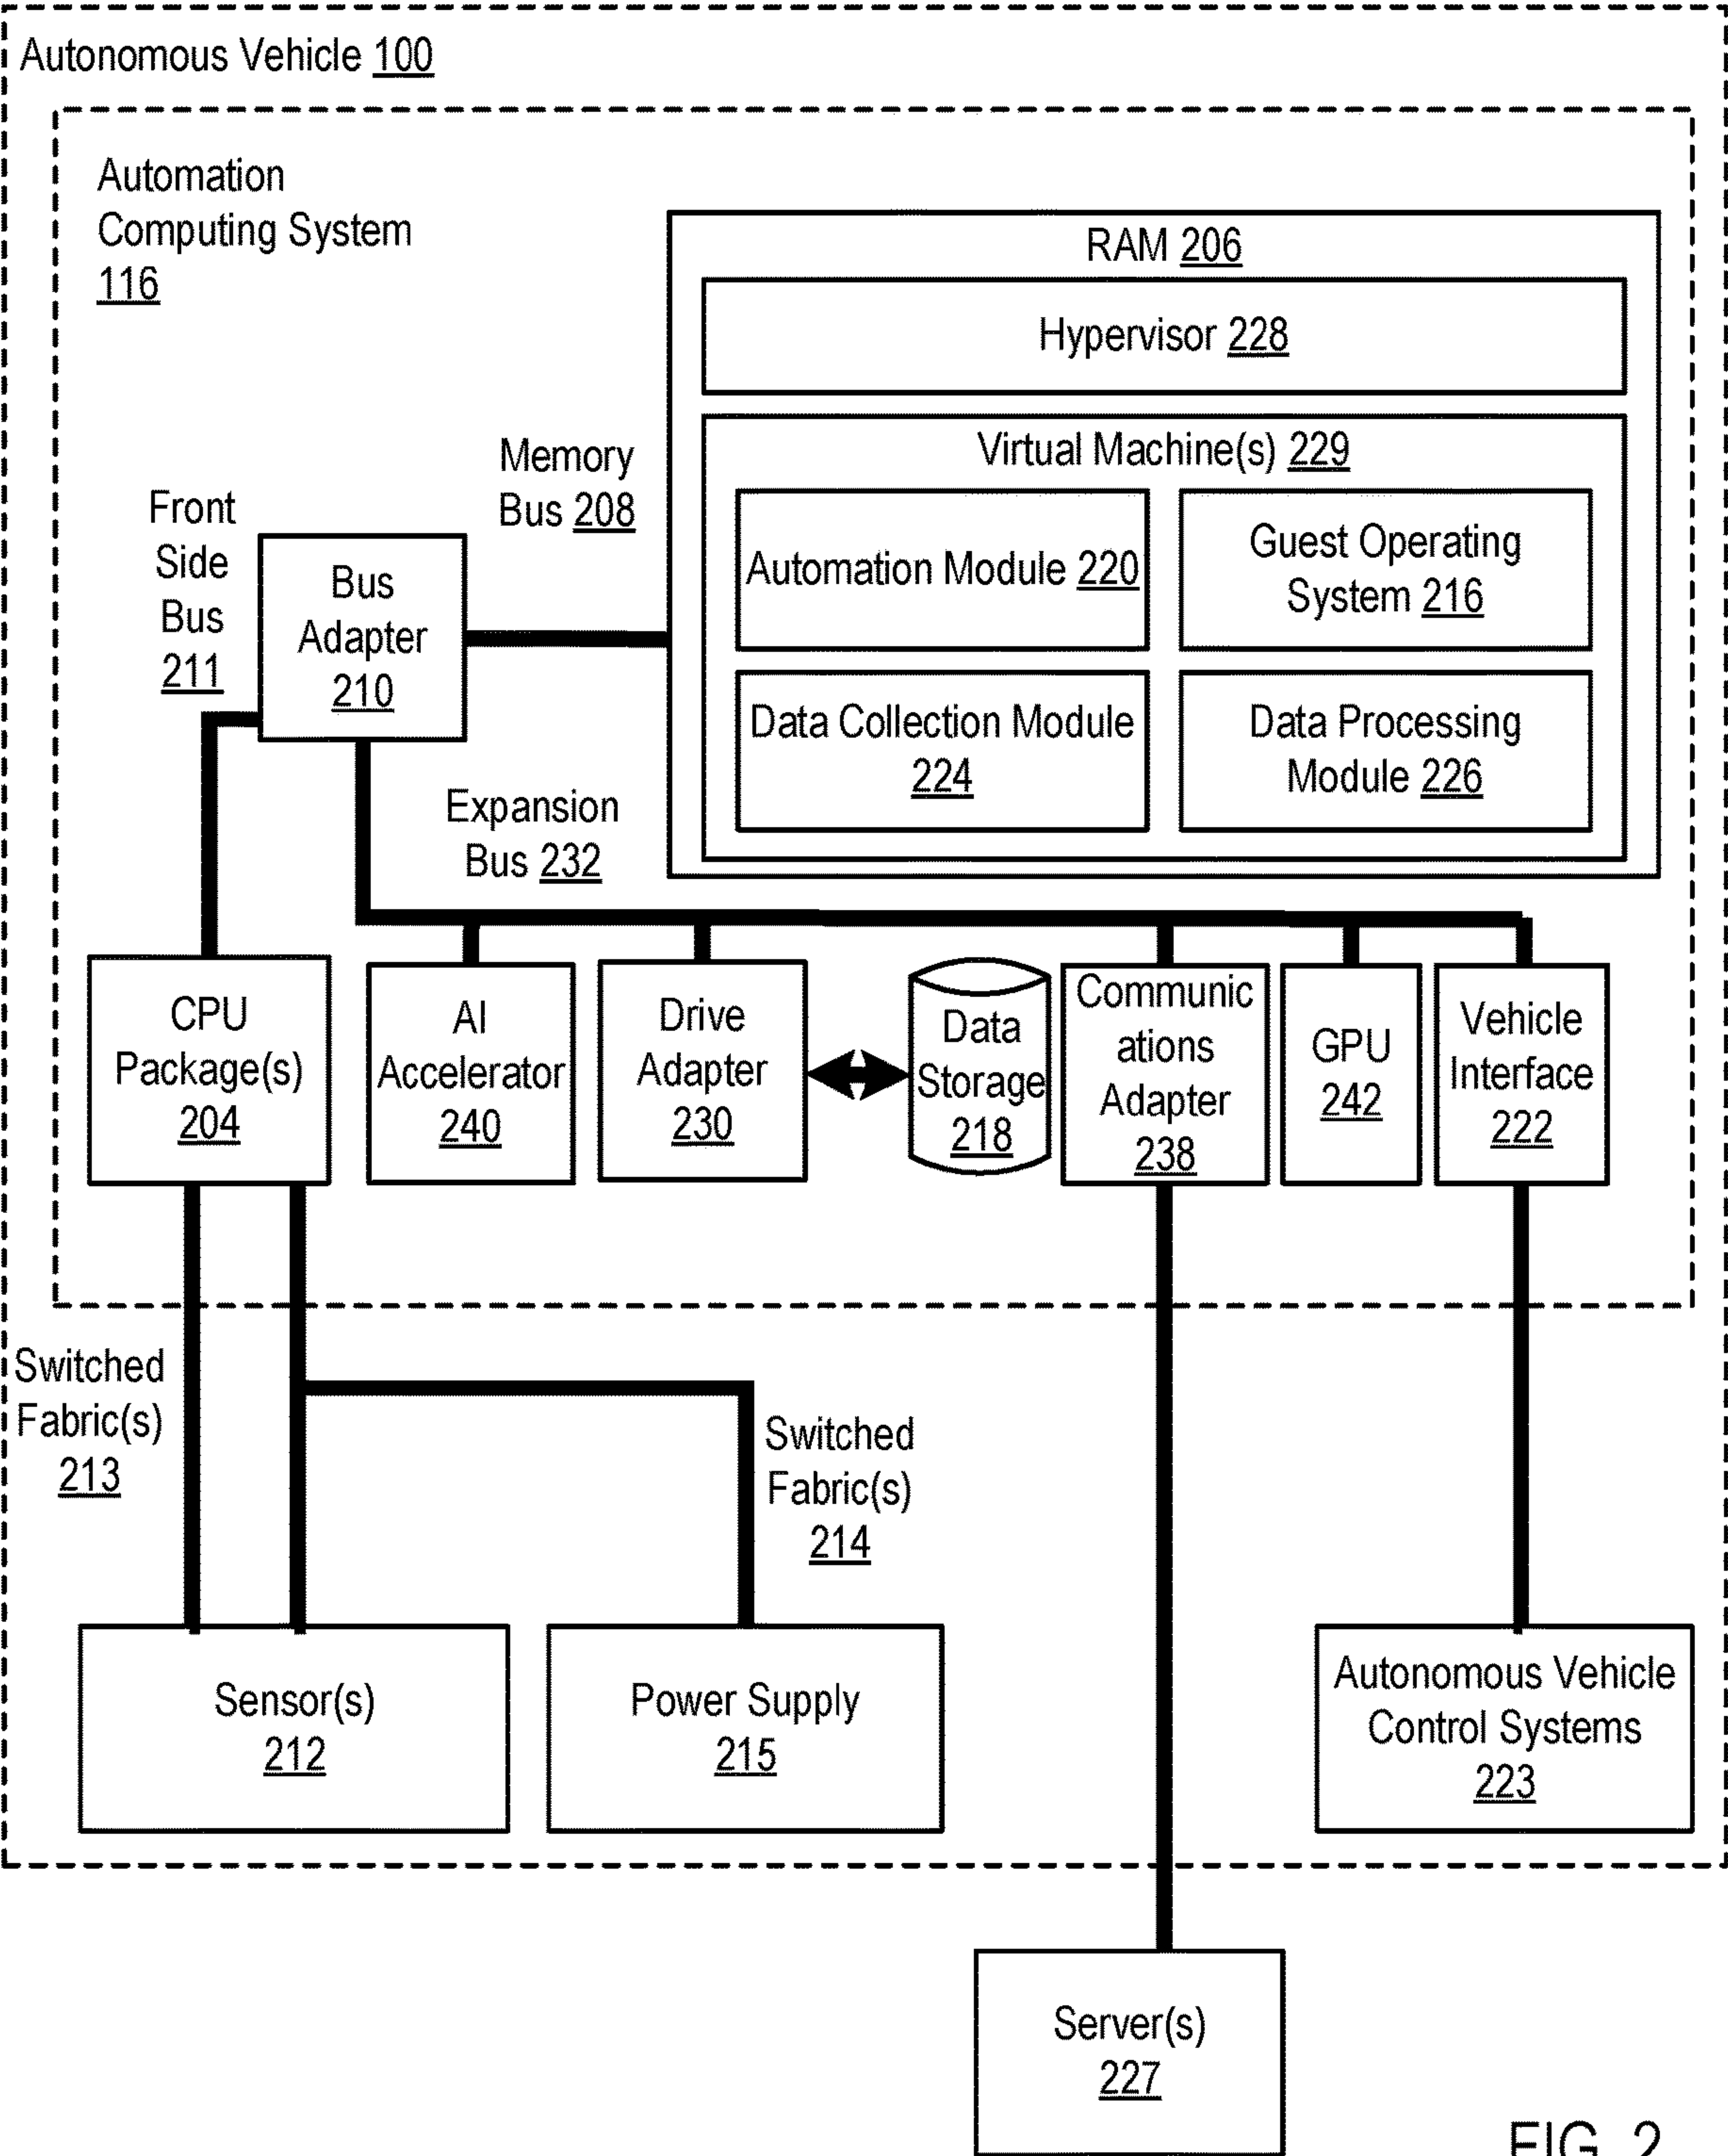 Autonomous Vehicle 100
Automation
Computing System
116
RAM 206
Hypervisor 228
Virtual Machine(s) 229
Automation Module 220
Guest Operating
System 216
Data Collection Module
224
Data Processing
Module 226
Memory
Bus 208
Front
Side
Bus
211
Bus
Adapter
210
Expansion
Bus 232
CPU
Package(s)
204
AI
Accelerator
240
Drive
Adapter
230
Data
Storage
218
Communic
ations
Adapter
238
GPU
242
Vehicle
Interface
222
Switched
Fabric(s)
213
Switched
Fabric(s)
214
Sensor(s)
212
Power Supply
215
Autonomous Vehicle
Control Systems
223
Server(s)
227
FIG. 2